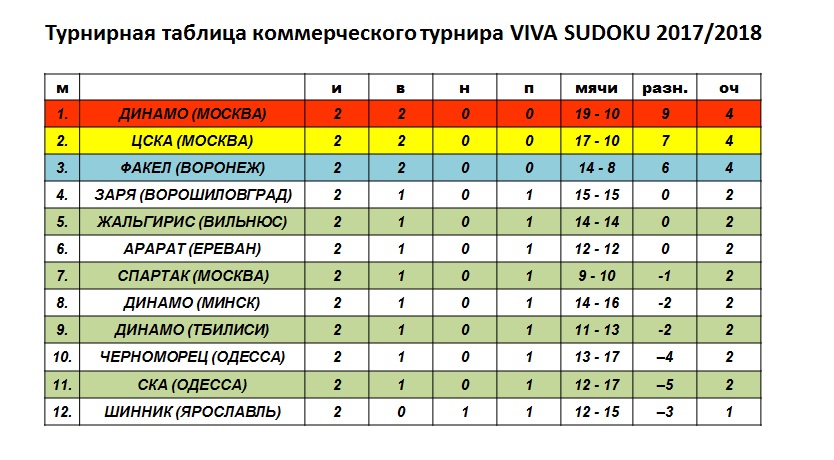 Турнирная таблица коммерческого турнира VIVA SUDOKU 2017/2018
м и в н п мячи разн. оч
1. ДИНАМО (МОСКВА) 2 2 0 0 19 - 10 9 4
2. ЦСКА (МОСКВА) 2 2 0 0 17 - 10 7 4
3. ФАКЕЛ (ВОРОНЕЖ) 2 2 0 0 14 - 8 6 4
4. ЗАРЯ (ВОРОШИЛОВГРАД) 2 1 0 1 15 - 15 0 2
5. ЖАЛЬГИРИС (ВИЛЬНЮС) 2 1 0 1 14 - 14 0 2
6. АРАРАТ (ЕРЕВАН) 2 1 0 1 12 - 12 0 2
7. СПАРТАК (МОСКВА) 2 1 0 1 9 - 10 -1 2
8. ДИНАМО (МИНСК) 2 1 0 1 14 - 16 -2 2
9. ДИНАМО (ТБИЛИСИ) 2 1 0 1 11 - 13 -2 2
10. ЧЕРНОМОРЕЦ (ОДЕССА) 2 1 0 1 13 - 17 –4 2
11. СКА (ОДЕССА) 2 1 0 1 12 - 17 –5 2
12. ШИННИК (ЯРОСЛАВЛЬ) 2 0 1 1 12 - 15 –3 1